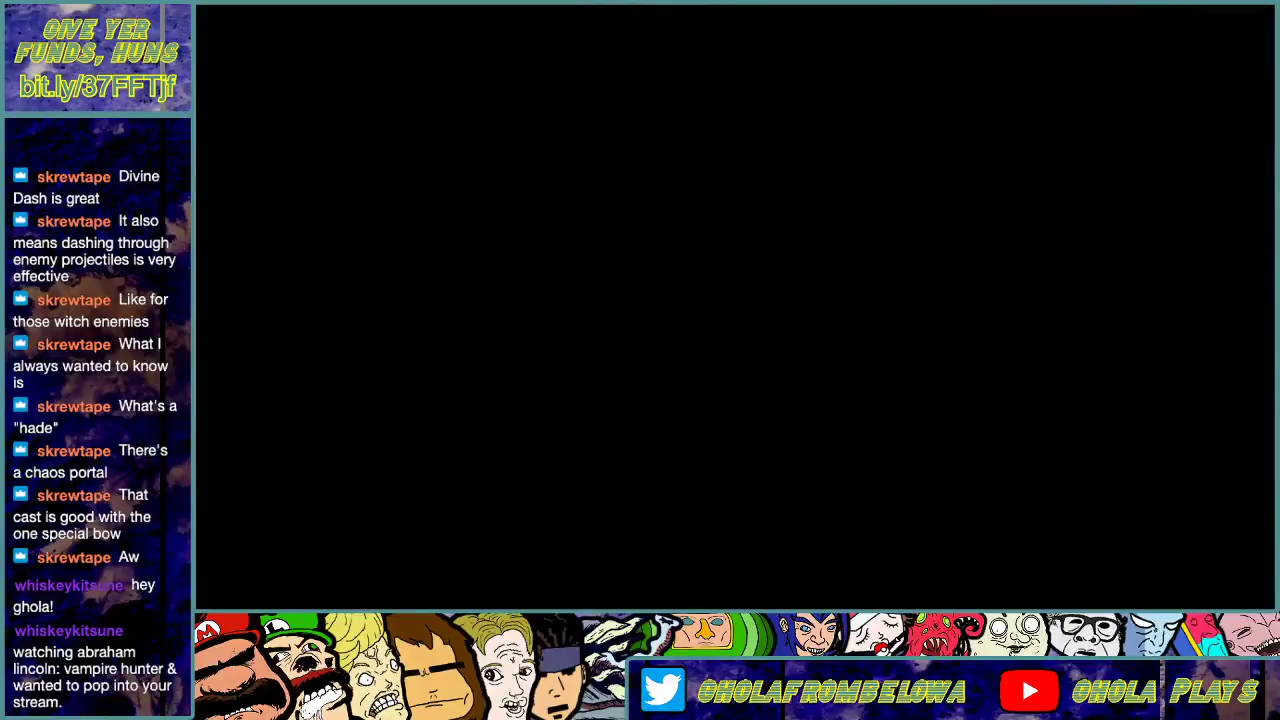 GIVE YER
FUNDS, HUNS
bit.ly/37FFTjf
skrewtape Divine
Dash is great
skrewtape It also
means dashing through
enemy projectiles is very
effective
skrewtape Like for
those witch enemies
skrewtape What I
always wanted to know
is
skrewtape What's a
"hade"
skrewtape There's
a chaos portal
skrewtape That
cast is good with the
one special bow
skrewtape Aw
whiskeykitsune hey
ghola!
whiskeykitsune
watching abraham
lincoln: vampire hunter &
wanted to pop into your
stream.
M
L
GHOLAFROMBELOWA
GHOLA PLAYS